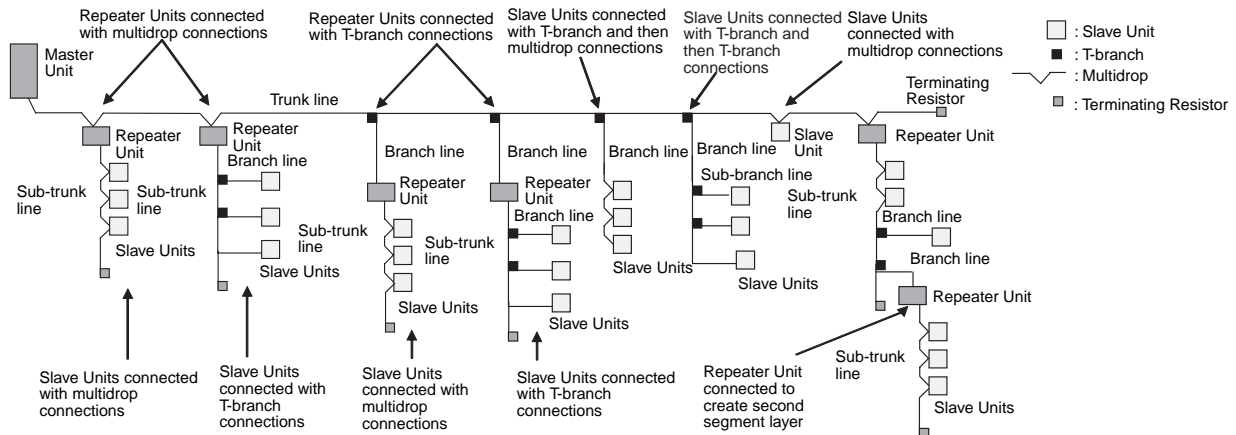 Repeater Units connected
with multidrop connections
Repeater Units connected
with T-branch connections
Slave Units connected
with T-branch and then
multidrop connections
Slave Units connected
with T-branch and
then T-branch
connections
Slave Units
connected with
multidrop connections
: Slave Unit
: T-branch
: Multidrop
: Terminating Resistor
Master
Unit
Trunk line
Terminating
Resistor
Repeater
Unit
Repeater
Unit
Branch line
Branch line
Branch line
Branch line
Branch line
Slave
Unit
Repeater Unit
Sub-trunk
line
Sub-trunk
line
Slave Units
Sub-trunk
line
Slave Units
Repeater
Unit
Sub-trunk
line
Slave Units
Repeater
Unit
Branch line
Slave Units
Slave Units
Sub-branch line
Slave Units
Sub-trunk
line
Branch line
Branch line
Repeater Unit
Sub-trunk
line
Slave Units
Slave Units connected
with multidrop
connections
Slave Units
connected with
T-branch
connections
Slave Units
connected with
multidrop
connections
Slave Units connected
with T-branch
connections
Repeater Unit
connected to
create second
segment layer